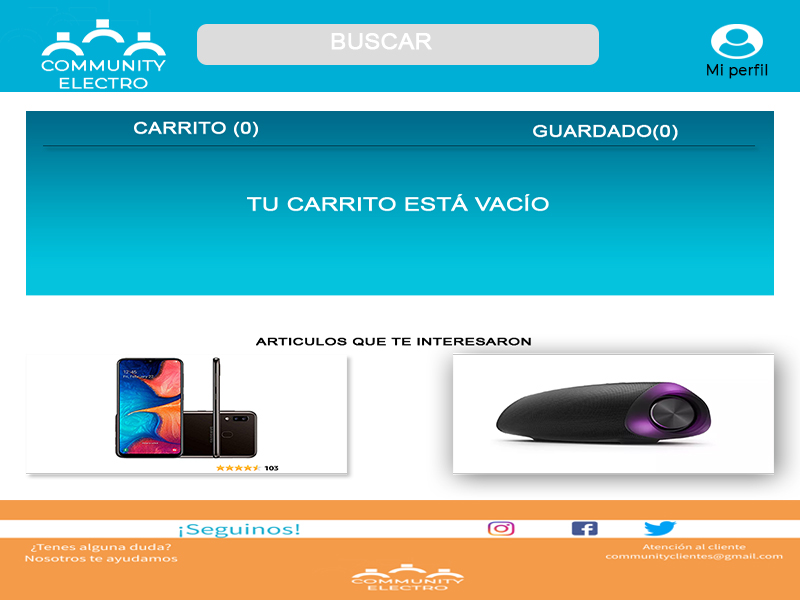 COMMUNITY
ELECTRO
BUSCAR
Mi perfil
CARRITO (0)
GUARDADO(0)
TU CARRITO ESTÁ VACÍO
ARTICULOS QUE TE INTERESARON
12:45
103
¡Seguinos!
¿Tenes alguna duda?
Nosotros te ayudamos
Atención al cliente
communityclientes@gmail.com
COMMUNITY
ELECTRO